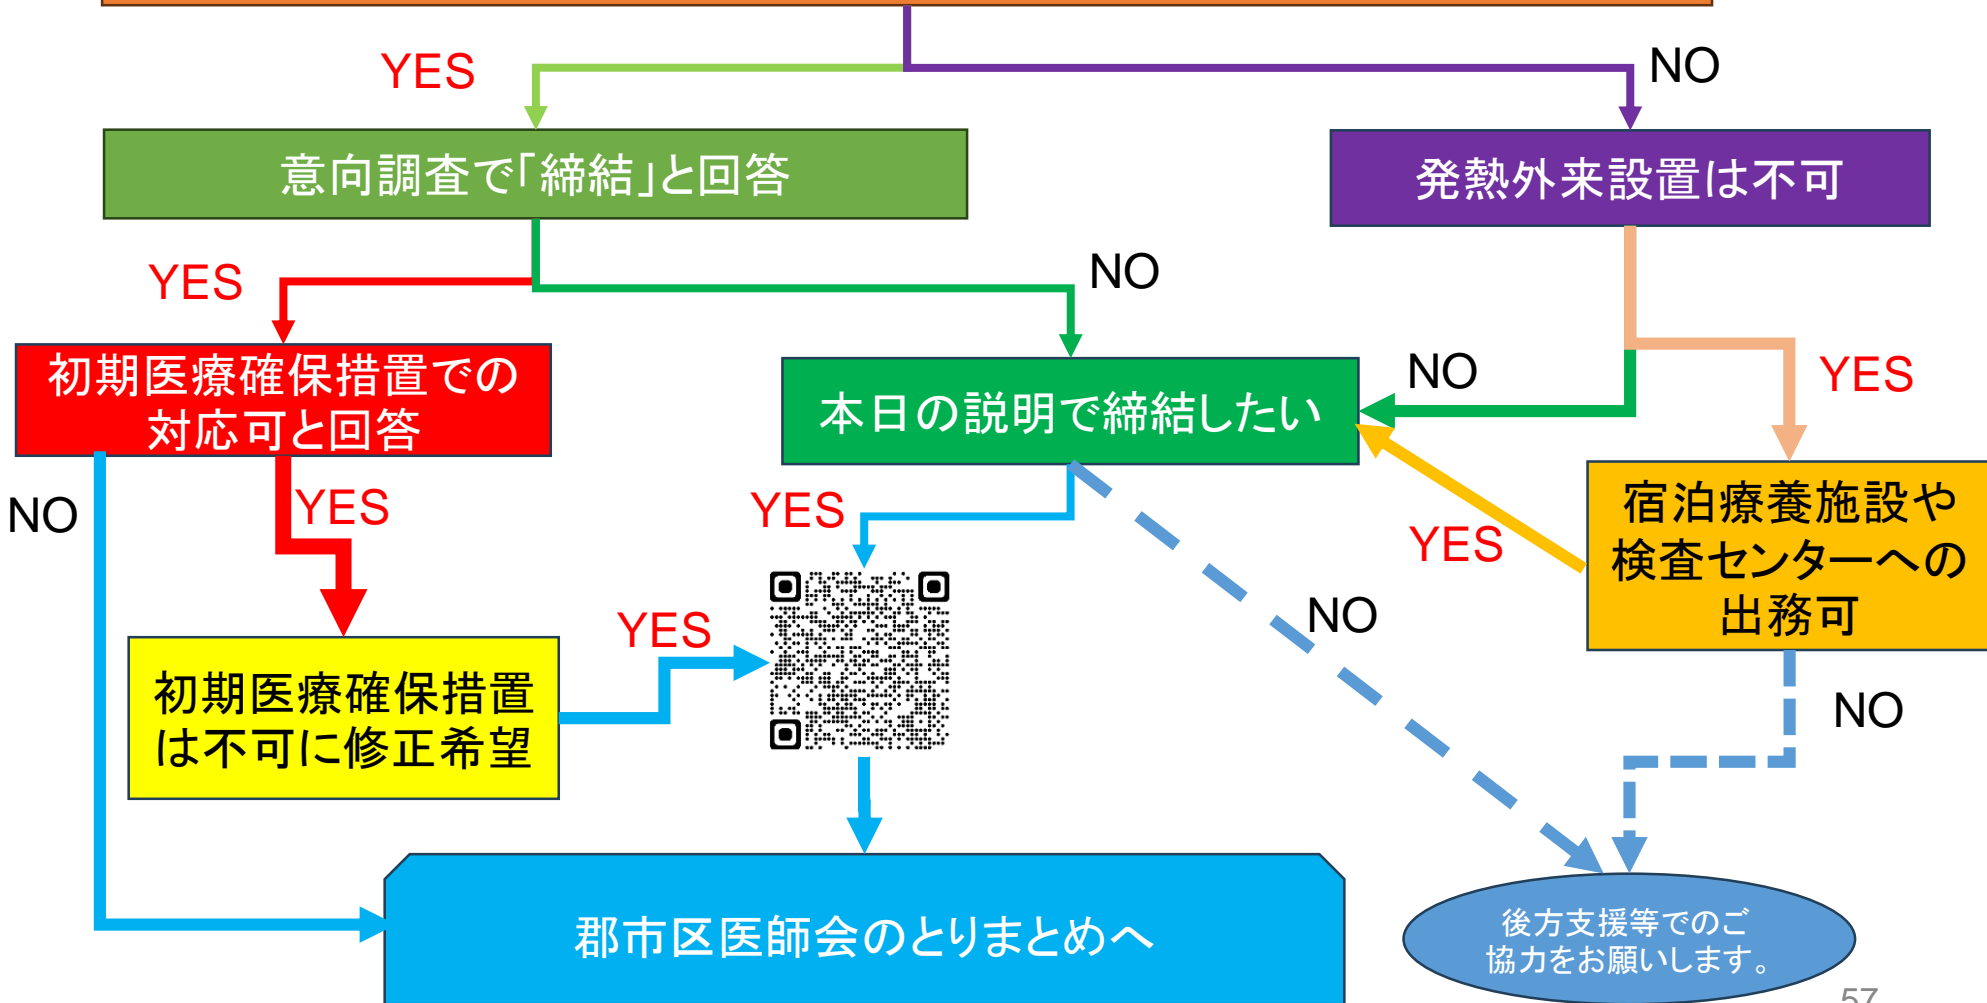 YES
NO
意向調査で「締結」と回答
発熱外来設置は不可
YES
NO
初期医療確保措置での
対応可と回答
本日の説明で締結したい
NO
YES
NO
YES
YES
YES
宿泊療養施設や
検査センターへの
出務可
YES
NO
初期医療確保措置
は不可に修正希望
NO
郡市区医師会のとりまとめへ
後方支援等でのご
協力をお願いします。
57